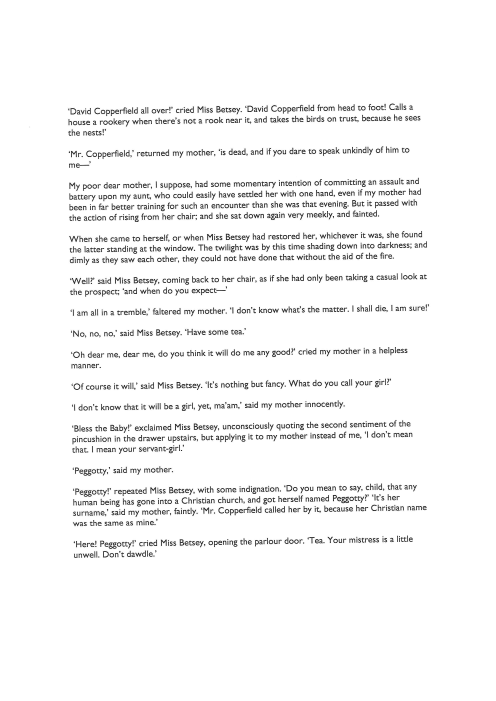 ‘David Copperfield all over!’ cried Miss Betsey. ‘David Copperfield from head to foot! Calls a
house a rookery when there’s not a rook near it, and takes the birds on trust, because he sees
the nests!’
‘Mr. Copperfield,’ returned my mother, ‘is dead, and if you dare to speak unkindly of him to
me—’
My poor dear mother, I suppose, had some momentary intention of committing an assault and
battery upon my aunt, who could easily have settled her with one hand, even if my mother had
been in far better training for such an encounter than she was that evening. But it passed with
the action of rising from her chair; and she sat down again very meekly, and fainted.
When she came to herself, or when Miss Betsey had restored her, whichever it was, she found
the latter standing at the window. The twilight was by this time shading down into darkness; and
dimly as they saw each other, they could not have done that without the aid of the fire.
‘Well?’ said Miss Betsey, coming back to her chair, as if she had only been taking a casual look at
the prospect; ‘and when do you expect—’
‘I am all in a tremble,’ faltered my mother. ‘I don’t know what’s the matter. I shall die, I am sure!’
‘No, no, no,’ said Miss Betsey. ‘Have some tea.’
‘Oh dear me, dear me, do you think it will do me any good?’ cried my mother in a helpless
manner.
‘Of course it will,’ said Miss Betsey. ‘It’s nothing but fancy. What do you call your girl?’
‘I don’t know that it will be a girl, yet, ma’am,’ said my mother innocently.
‘Bless the Baby!’ exclaimed Miss Betsey, unconsciously quoting the second sentiment of the
pincushion in the drawer upstairs, but applying it to my mother instead of me, ‘I don’t mean
that. I mean your servant-girl.’
‘Peggotty,’ said my mother.
‘Peggotty!’ repeated Miss Betsey, with some indignation. ‘Do you mean to say, child, that any
human being has gone into a Christian church, and got herself named Peggotty?’ ‘It’s her
surname,’ said my mother, faintly. ‘Mr. Copperfield called her by it, because her Christian name
was the same as mine.’
‘Here! Peggotty!’ cried Miss Betsey, opening the parlour door. ‘Tea. Your mistress is a little
unwell. Don’t dawdle.’